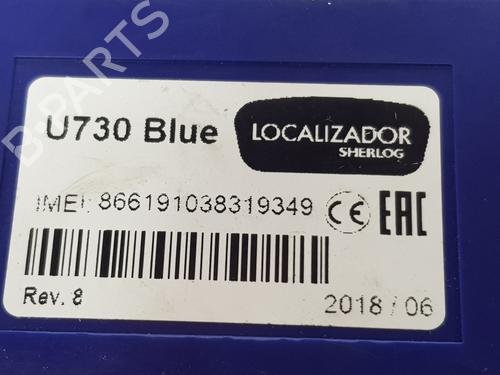 U730 Blue
LOCALIZADOR
SHERLOG
IMEI: 866191038319349 CE EAC
Rev. 8
2018 / 06
B-PARTS